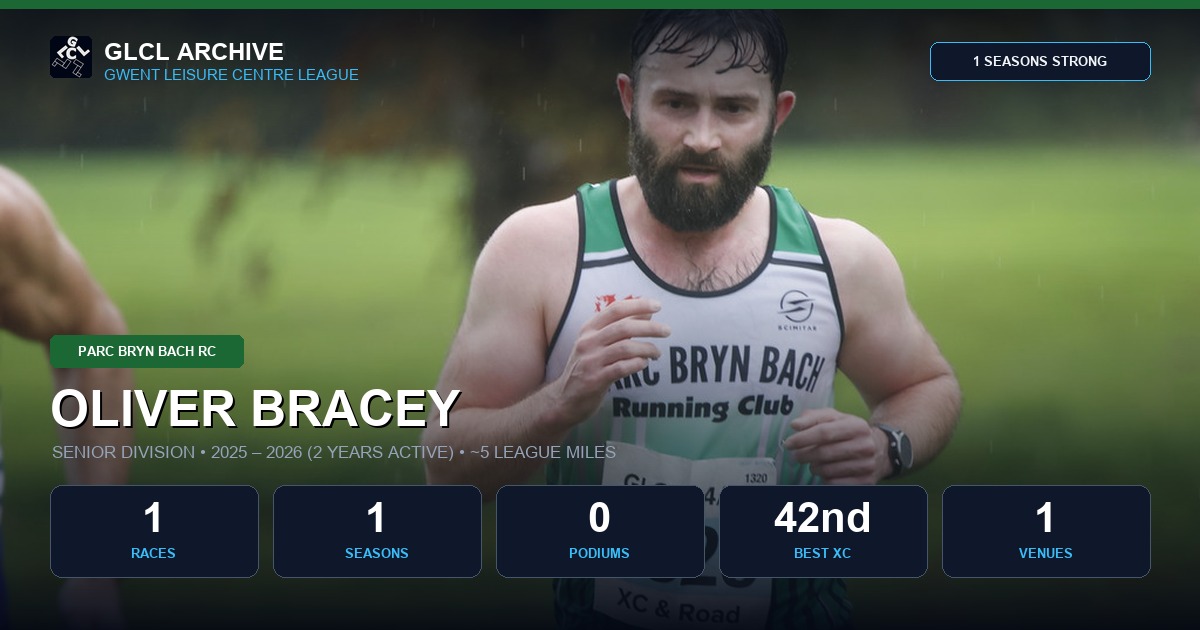 GLCL ARCHIVE
GWENT LEISURE CENTRE LEAGUE
1 SEASONS STRONG
SCIMITAR
PARC BRYN BACH RC
BRYN BACH
Running Club
OLIVER BRACEY
SENIOR DIVISION • 2025 – 2026 (2 YEARS ACTIVE) • ~5 LEAGUE MILES
1320
1
RACES
1
SEASONS
0
PODIUMS
42nd
BEST XC
1
VENUES
XC & Road